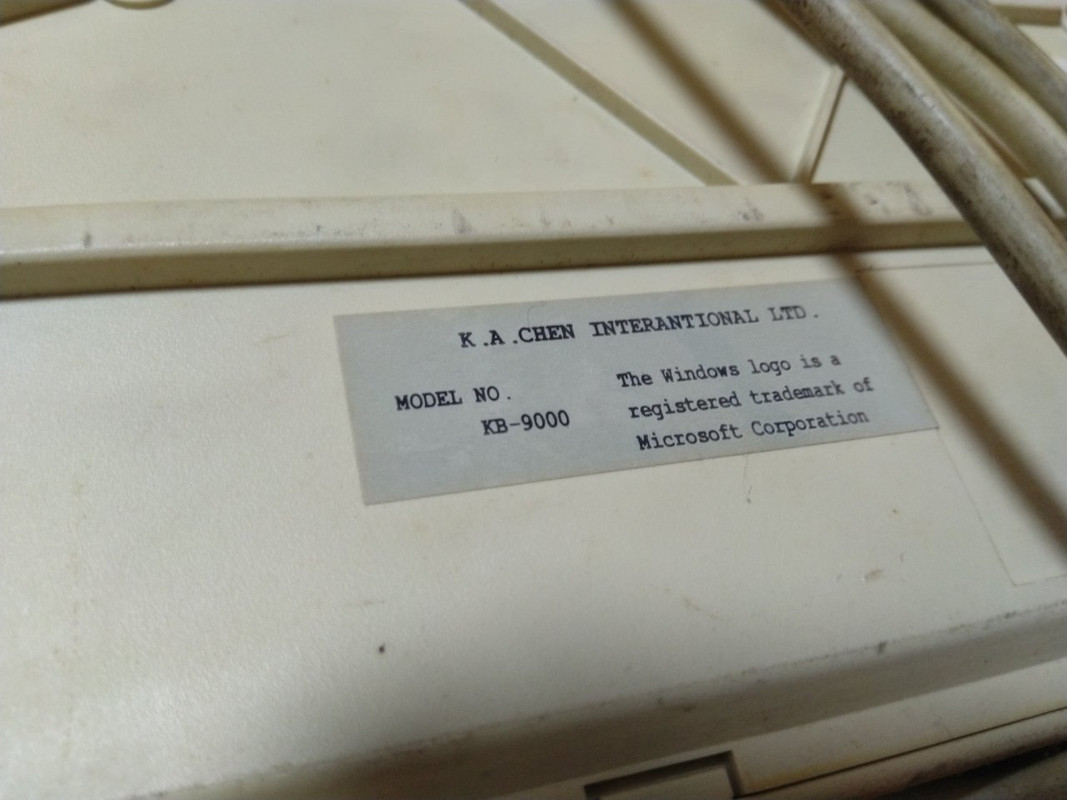 K.A.CHEN INTERANTIONAL LTD.
MODEL NO.
KB-9000
The Windows logo is a
registered trademark of
Microsoft Corporation